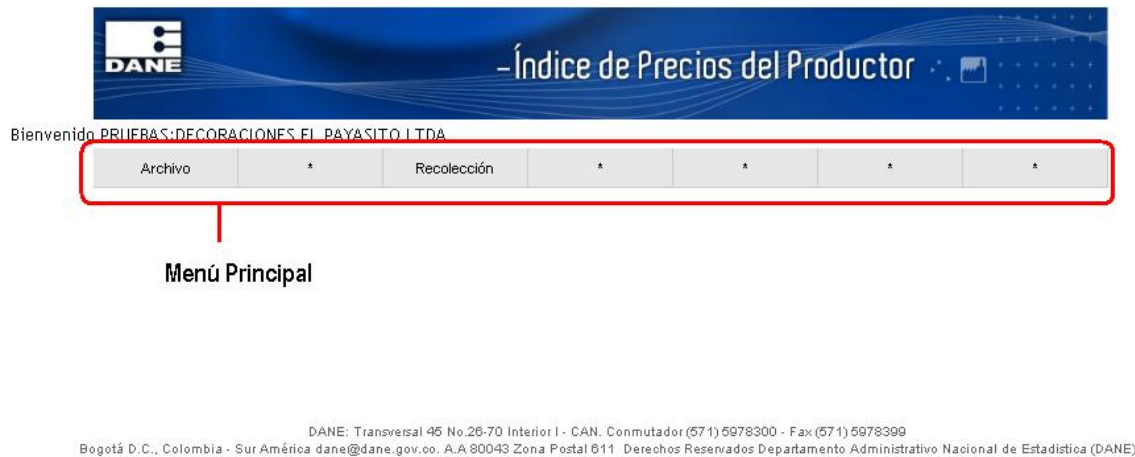 DANE
-Índice de Precios del Productor
Bienvenido PRUEBAS:DECORACIONES EL PAYASITO LTDA
Archivo * Recolección * * * *
Menú Principal
DANE: Transversal 45 No.26-70 Interior I - CAN. Conmutador (571) 5978300 - Fax (571) 5978399
Bogotá D.C., Colombia - Sur América dane@dane.gov.co. A.A 80043 Zona Postal 611 Derechos Reservados Departamento Administrativo Nacional de Estadistica (DANE)